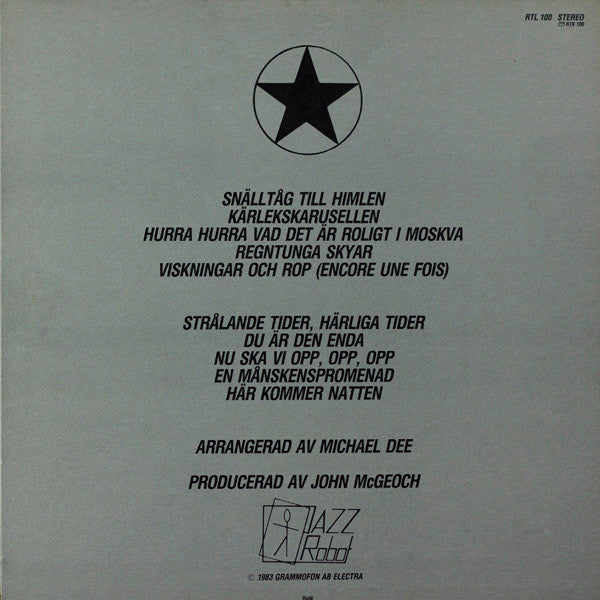 RTL 100 STEREO
RTK 100
SNÄLLTÅG TILL HIMLEN
KÄRLEKSKARUSELLEN
HURRA HURRA VAD DET ÄR ROLIGT I MOSKVA
REGNTUNGA SKYAR
VISKNINGAR OCH ROP (ENCORE UNE FOIS)
STRÅLANDE TIDER, HÄRLIGA TIDER
DU ÄR DEN ENDA
NU SKA VI OPP, OPP, OPP
EN MÅNSKENSPROMENAD
HÄR KOMMER NATTEN
ARRANGERAD AV MICHAEL DEE
PRODUCERAD AV JOHN McGEOCH
JAZZ
Robot
© 1983 GRAMMOFON AB ELECTRA